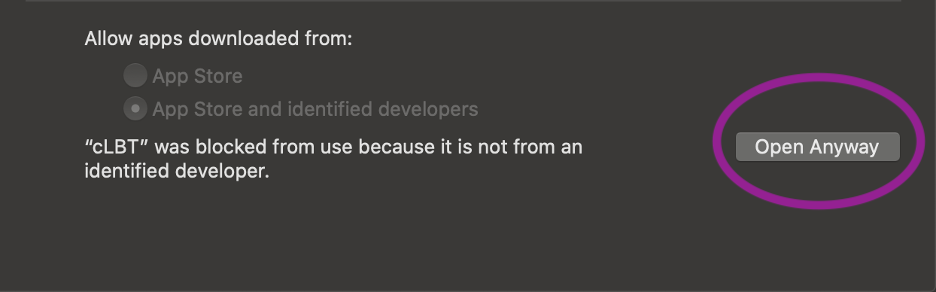 Allow apps downloaded from:
App Store
App Store and identified developers
“cLBT” was blocked from use because it is not from an
identified developer.
Open Anyway